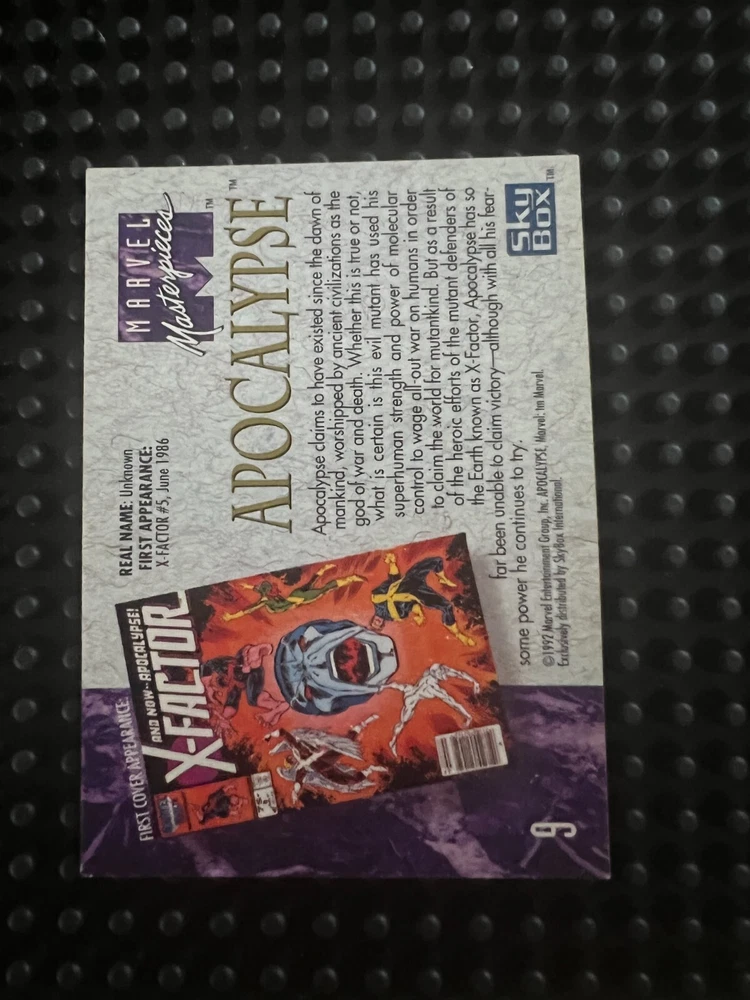 MARVEL
Masterpieces™
REAL NAME: Unknown
FIRST APPEARANCE:
X-FACTOR #5, June 1986
APOCALYPSE™
Apocalypse claims to have existed since the dawn of
mankind, worshipped by ancient civilizations as the
god of war and death. Whether this is true or not,
what is certain is this evil mutant has used his
superhuman strength and power of molecular
control to wage all-out war on humans in order
to claim the world for mutantkind. But as a result
of the heroic efforts of the mutant defenders of
the Earth known as X-Factor, Apocalypse has so
far been unable to claim victory—although with all his fear-
some power he continues to try.
©1992 Marvel Entertainment Group, Inc. APOCALYPSE, Marvel: tm Marvel.
Exclusively distributed by SkyBox International.
SkyBox™
FIRST COVER APPEARANCE:
AND NOW--APOCALYPSE!
X-FACTOR
75¢
6
9